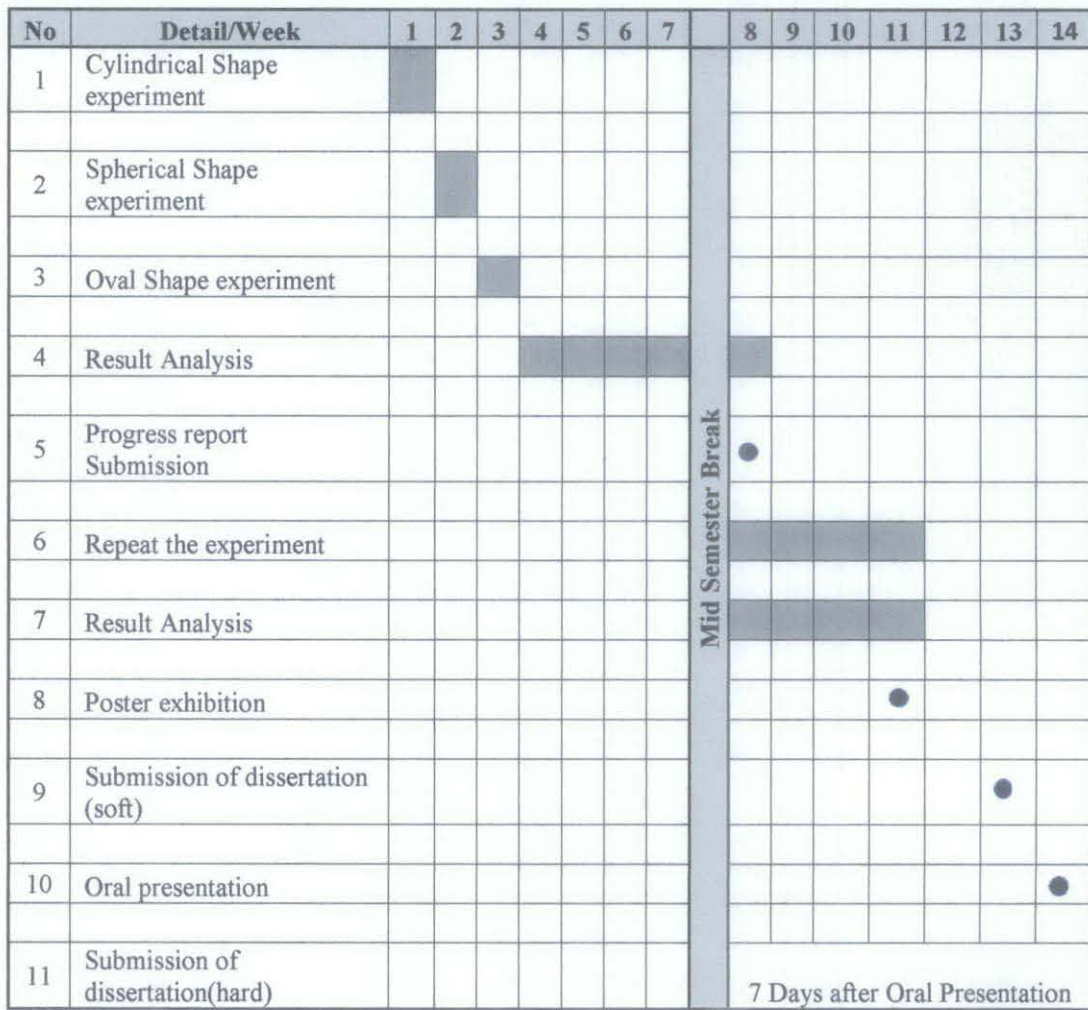 No Detail/Week 1 2 3 4 5 6 7 8 9 10 11 12 13 14
1 Cylindrical Shape
experiment
2 Spherical Shape
experiment
3 Oval Shape experiment
4 Result Analysis
5 Progress report
Submission
6 Repeat the experiment
7 Result Analysis
8 Poster exhibition
9 Submission of dissertation
(soft)
10 Oral presentation
11 Submission of
dissertation(hard)
7 Days after Oral Presentation
Mid Semester Break